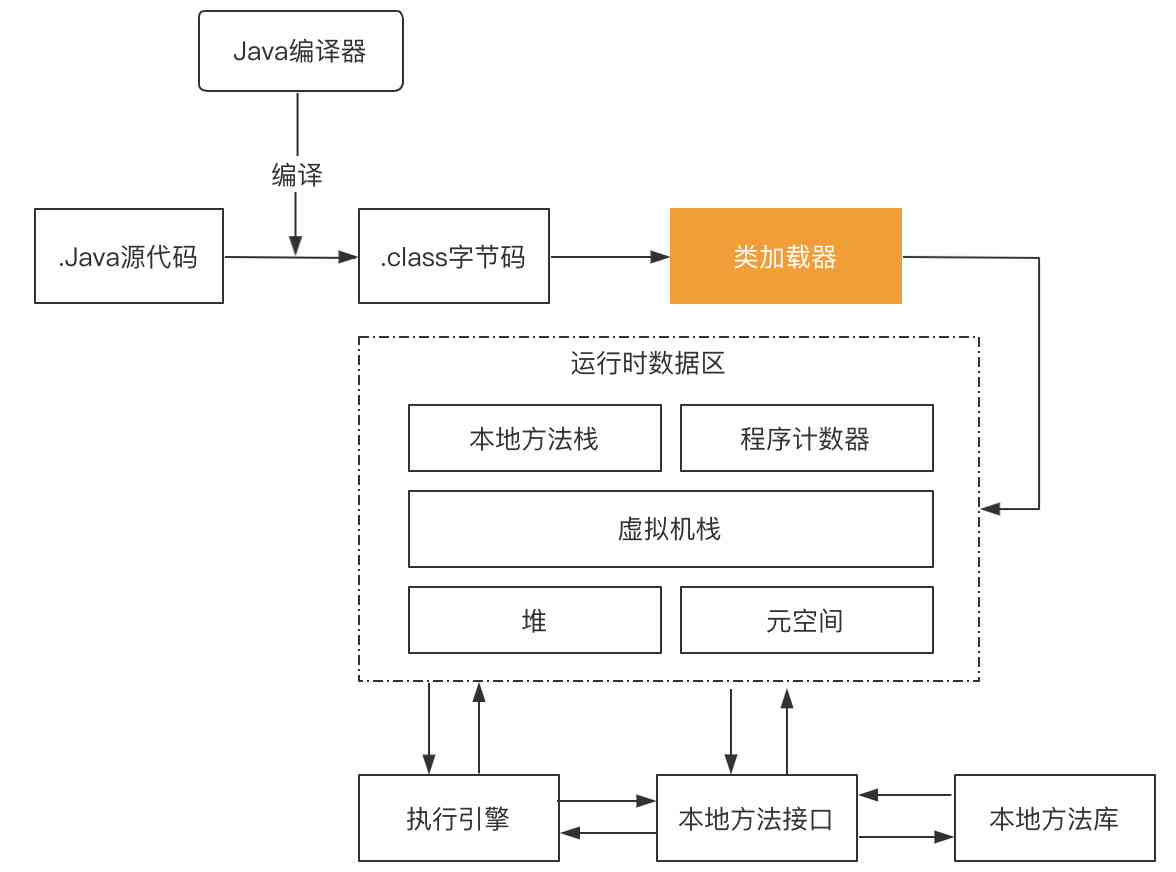 Java编译器
编译
.Java源代码
.class字节码
类加载器
运行时数据区
本地方法栈
程序计数器
虚拟机栈
堆
元空间
执行引擎
本地方法接口
本地方法库